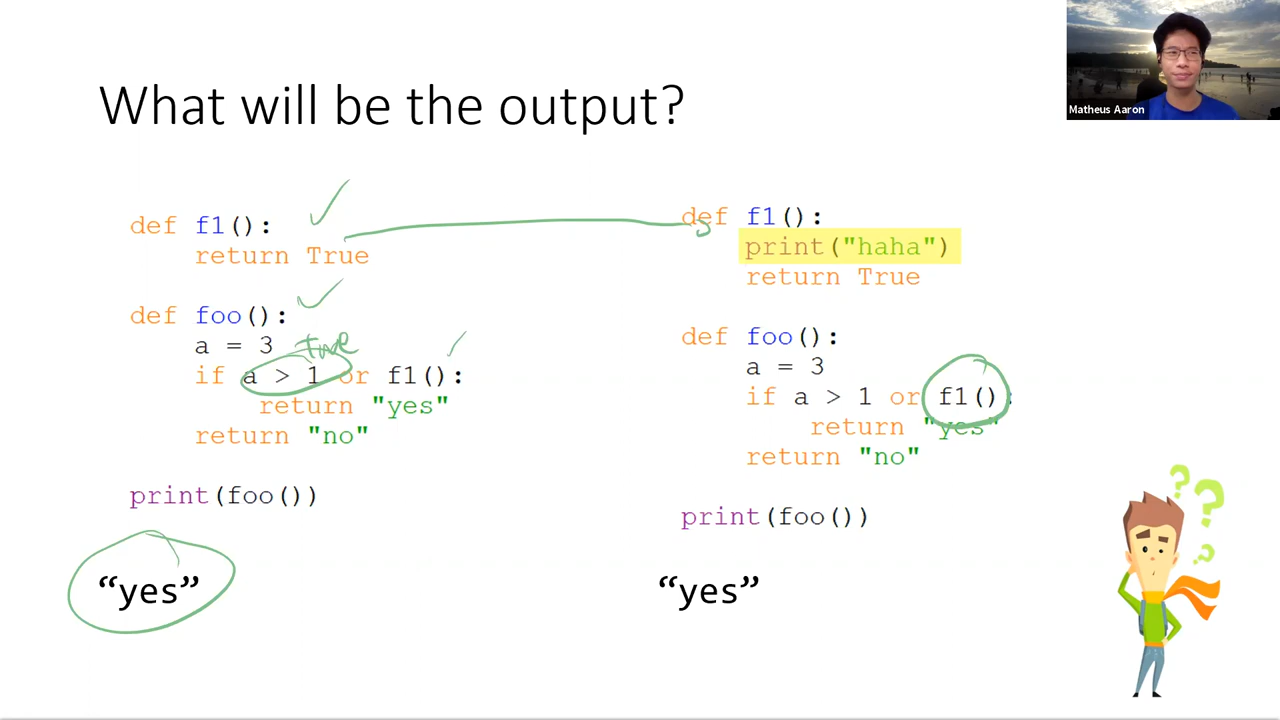 Matheus Aaron
What will be the output?
def f1():
return True
def foo():
a = 3
true
if a > 1 or f1():
return "yes"
return "no"
print(foo())
“yes”
def f1():
print("haha")
return True
def foo():
a = 3
if a > 1 or f1():
return "yes"
return "no"
print(foo())
“yes”
???